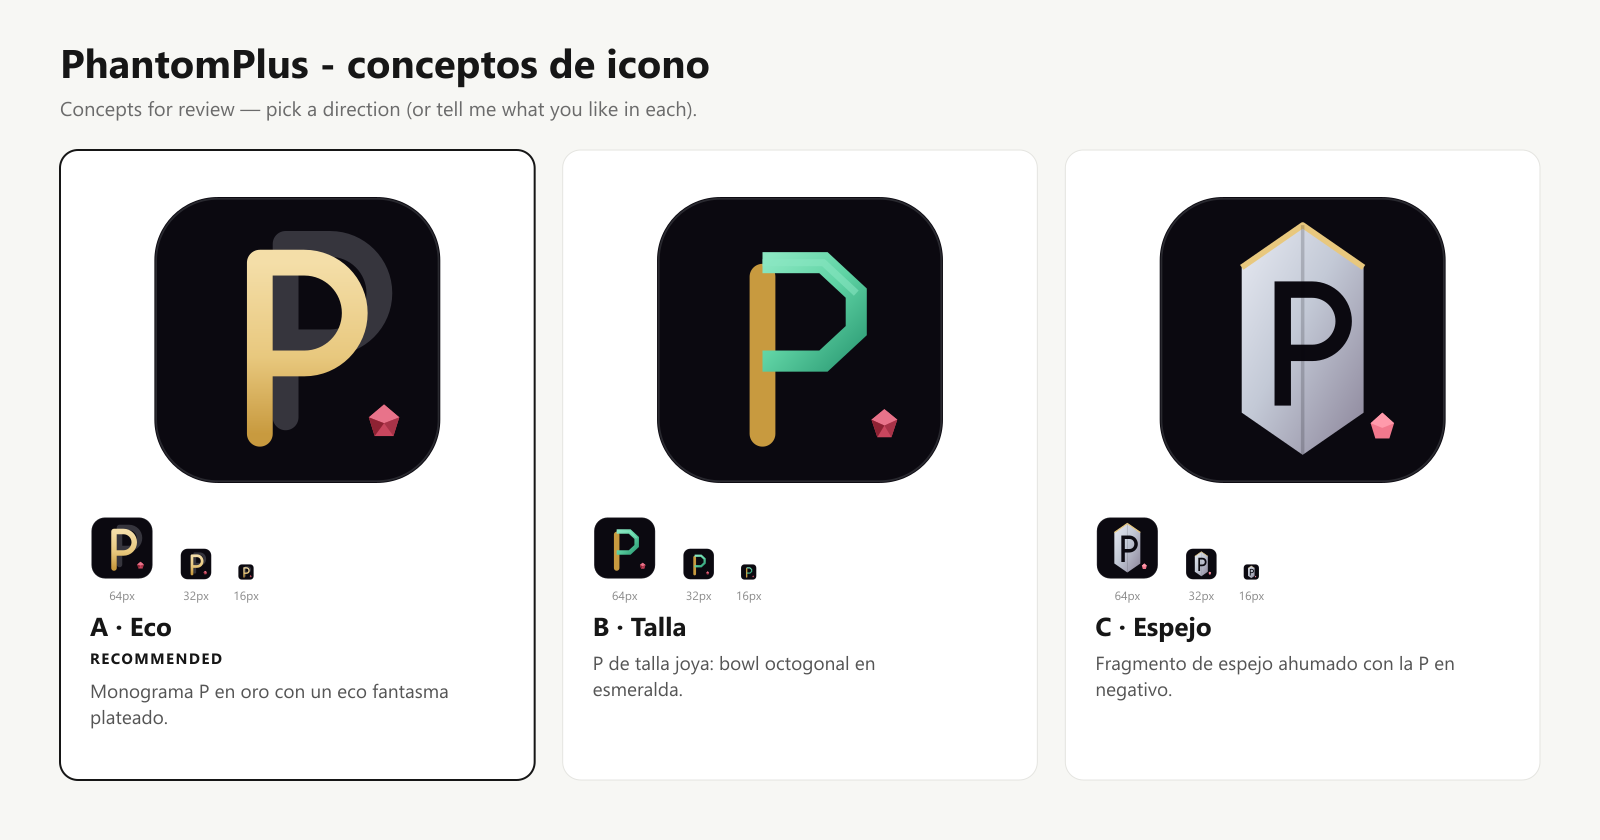 PhantomPlus - conceptos de icono
Concepts for review — pick a direction (or tell me what you like in each).
P
P
P
64px 32px 16px
64px 32px 16px
64px 32px 16px
A · Eco
RECOMMENDED
Monograma P en oro con un eco fantasma
plateado.
B · Talla
P de talla joya: bowl octogonal en
esmeralda.
C · Espejo
Fragmento de espejo ahumado con la P en
negativo.